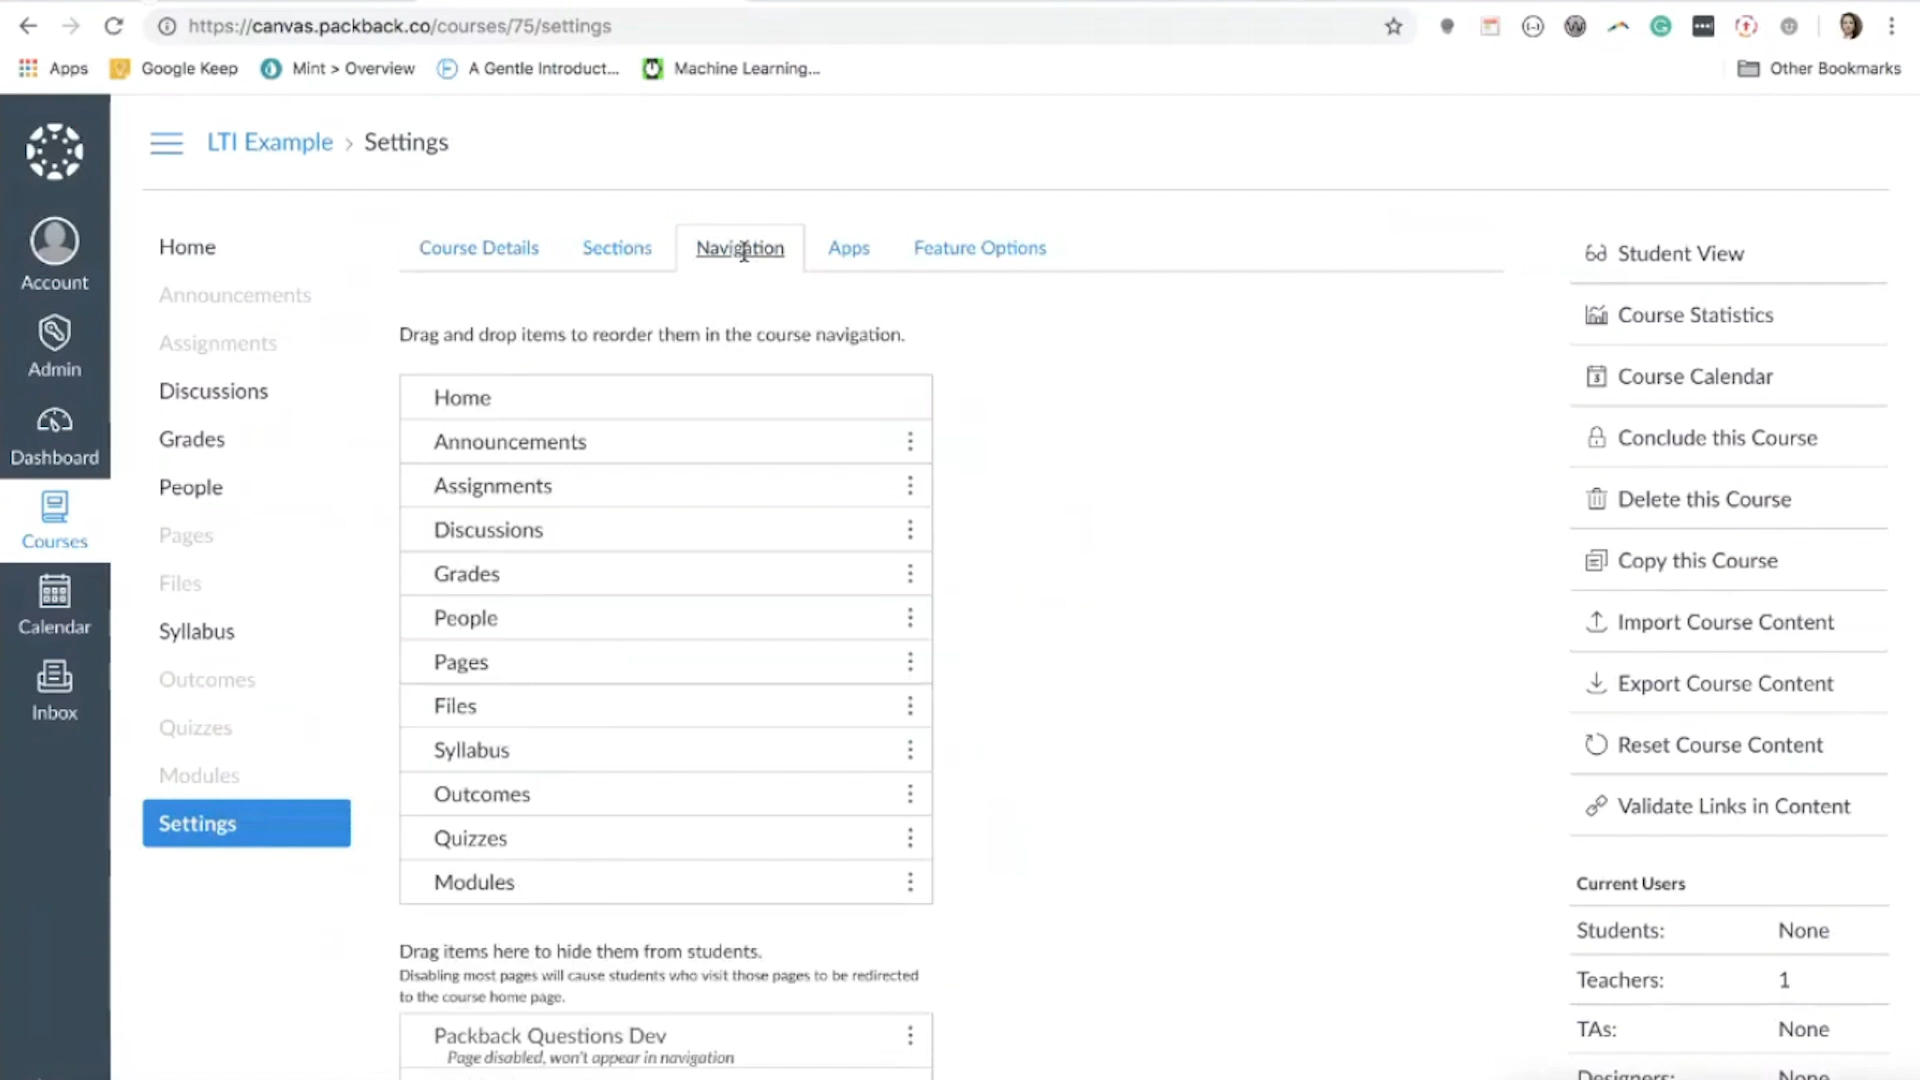 https://canvas.packback.co/courses/75/settings
Apps
Google Keep
Mint > Overview
A Gentle Introduct...
Machine Learning...
Other Bookmarks
LTI Example > Settings
Account
Admin
Dashboard
Courses
Calendar
Inbox
Home
Announcements
Assignments
Discussions
Grades
People
Pages
Files
Syllabus
Outcomes
Quizzes
Modules
Settings
Course Details
Sections
Navigation
Apps
Feature Options
Drag and drop items to reorder them in the course navigation.
Home
Announcements
Assignments
Discussions
Grades
People
Pages
Files
Syllabus
Outcomes
Quizzes
Modules
Drag items here to hide them from students.
Disabling most pages will cause students who visit those pages to be redirected
to the course home page.
Packback Questions Dev
Page disabled, won't appear in navigation
Student View
Course Statistics
Course Calendar
Conclude this Course
Delete this Course
Copy this Course
Import Course Content
Export Course Content
Reset Course Content
Validate Links in Content
Current Users
Students: None
Teachers: 1
TAs: None
Designers: None